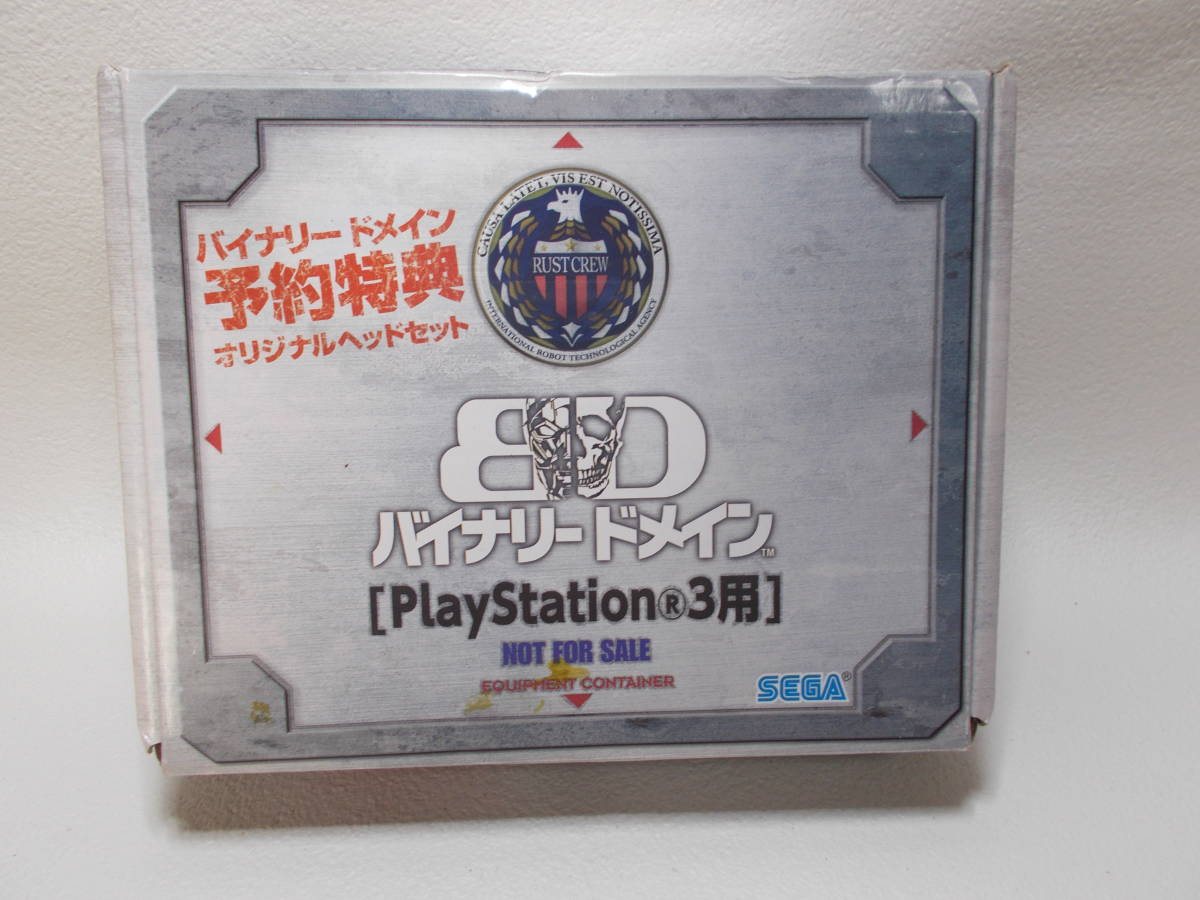 CAUSA LATET, VIS EST NOTISSIMA
RUST CREW
INTERNATIONAL ROBOT TECHNOLOGICAL AGENCY
バイナリー ドメイン
予約特典
オリジナルヘッドセット
BD
バイナリー ドメイン™
[PlayStation®3用]
NOT FOR SALE
EQUIPMENT CONTAINER
SEGA®